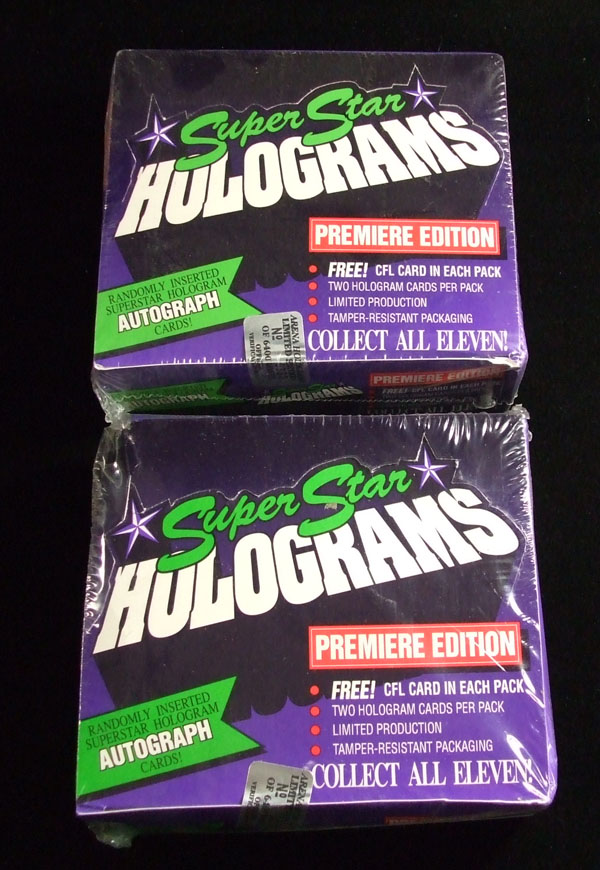 Super Star
HOLOGRAMS
PREMIERE EDITION
FREE! CFL CARD IN EACH PACK
TWO HOLOGRAM CARDS PER PACK
LIMITED PRODUCTION
TAMPER-RESISTANT PACKAGING
COLLECT ALL ELEVEN!
RANDOMLY INSERTED
SUPERSTAR HOLOGRAM
AUTOGRAPH
CARDS!
AUTOGRAPH
HOLOGRAMS
PREMIERE EDITION
Super Star
HOLOGRAMS
PREMIERE EDITION
FREE! CFL CARD IN EACH PACK
TWO HOLOGRAM CARDS PER PACK
LIMITED PRODUCTION
TAMPER-RESISTANT PACKAGING
COLLECT ALL ELEVEN!
RANDOMLY INSERTED
SUPERSTAR HOLOGRAM
AUTOGRAPH
CARDS!